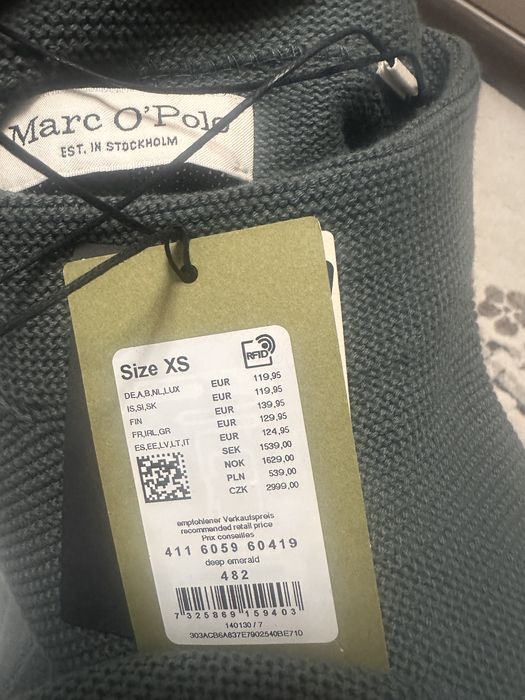 Marc O'Polo
EST. IN STOCKHOLM
Size XS
RFID
DE,A,B,NL,LUX EUR 119,95
IS,SI,SK EUR 119,95
FIN EUR 139,95
FR,IRL,GR EUR 129,95
ES,EE,LV,LT,IT EUR 124,95
SEK 1539,00
NOK 1629,00
PLN 539,00
CZK 2999,00
empfohlener Verkaufspreis
recommended retail price
Prix conseilles
411 6059 60419
deep emerald
482
7 325869 159403
140130 / 7
303ACB6A837E7902540BE71D